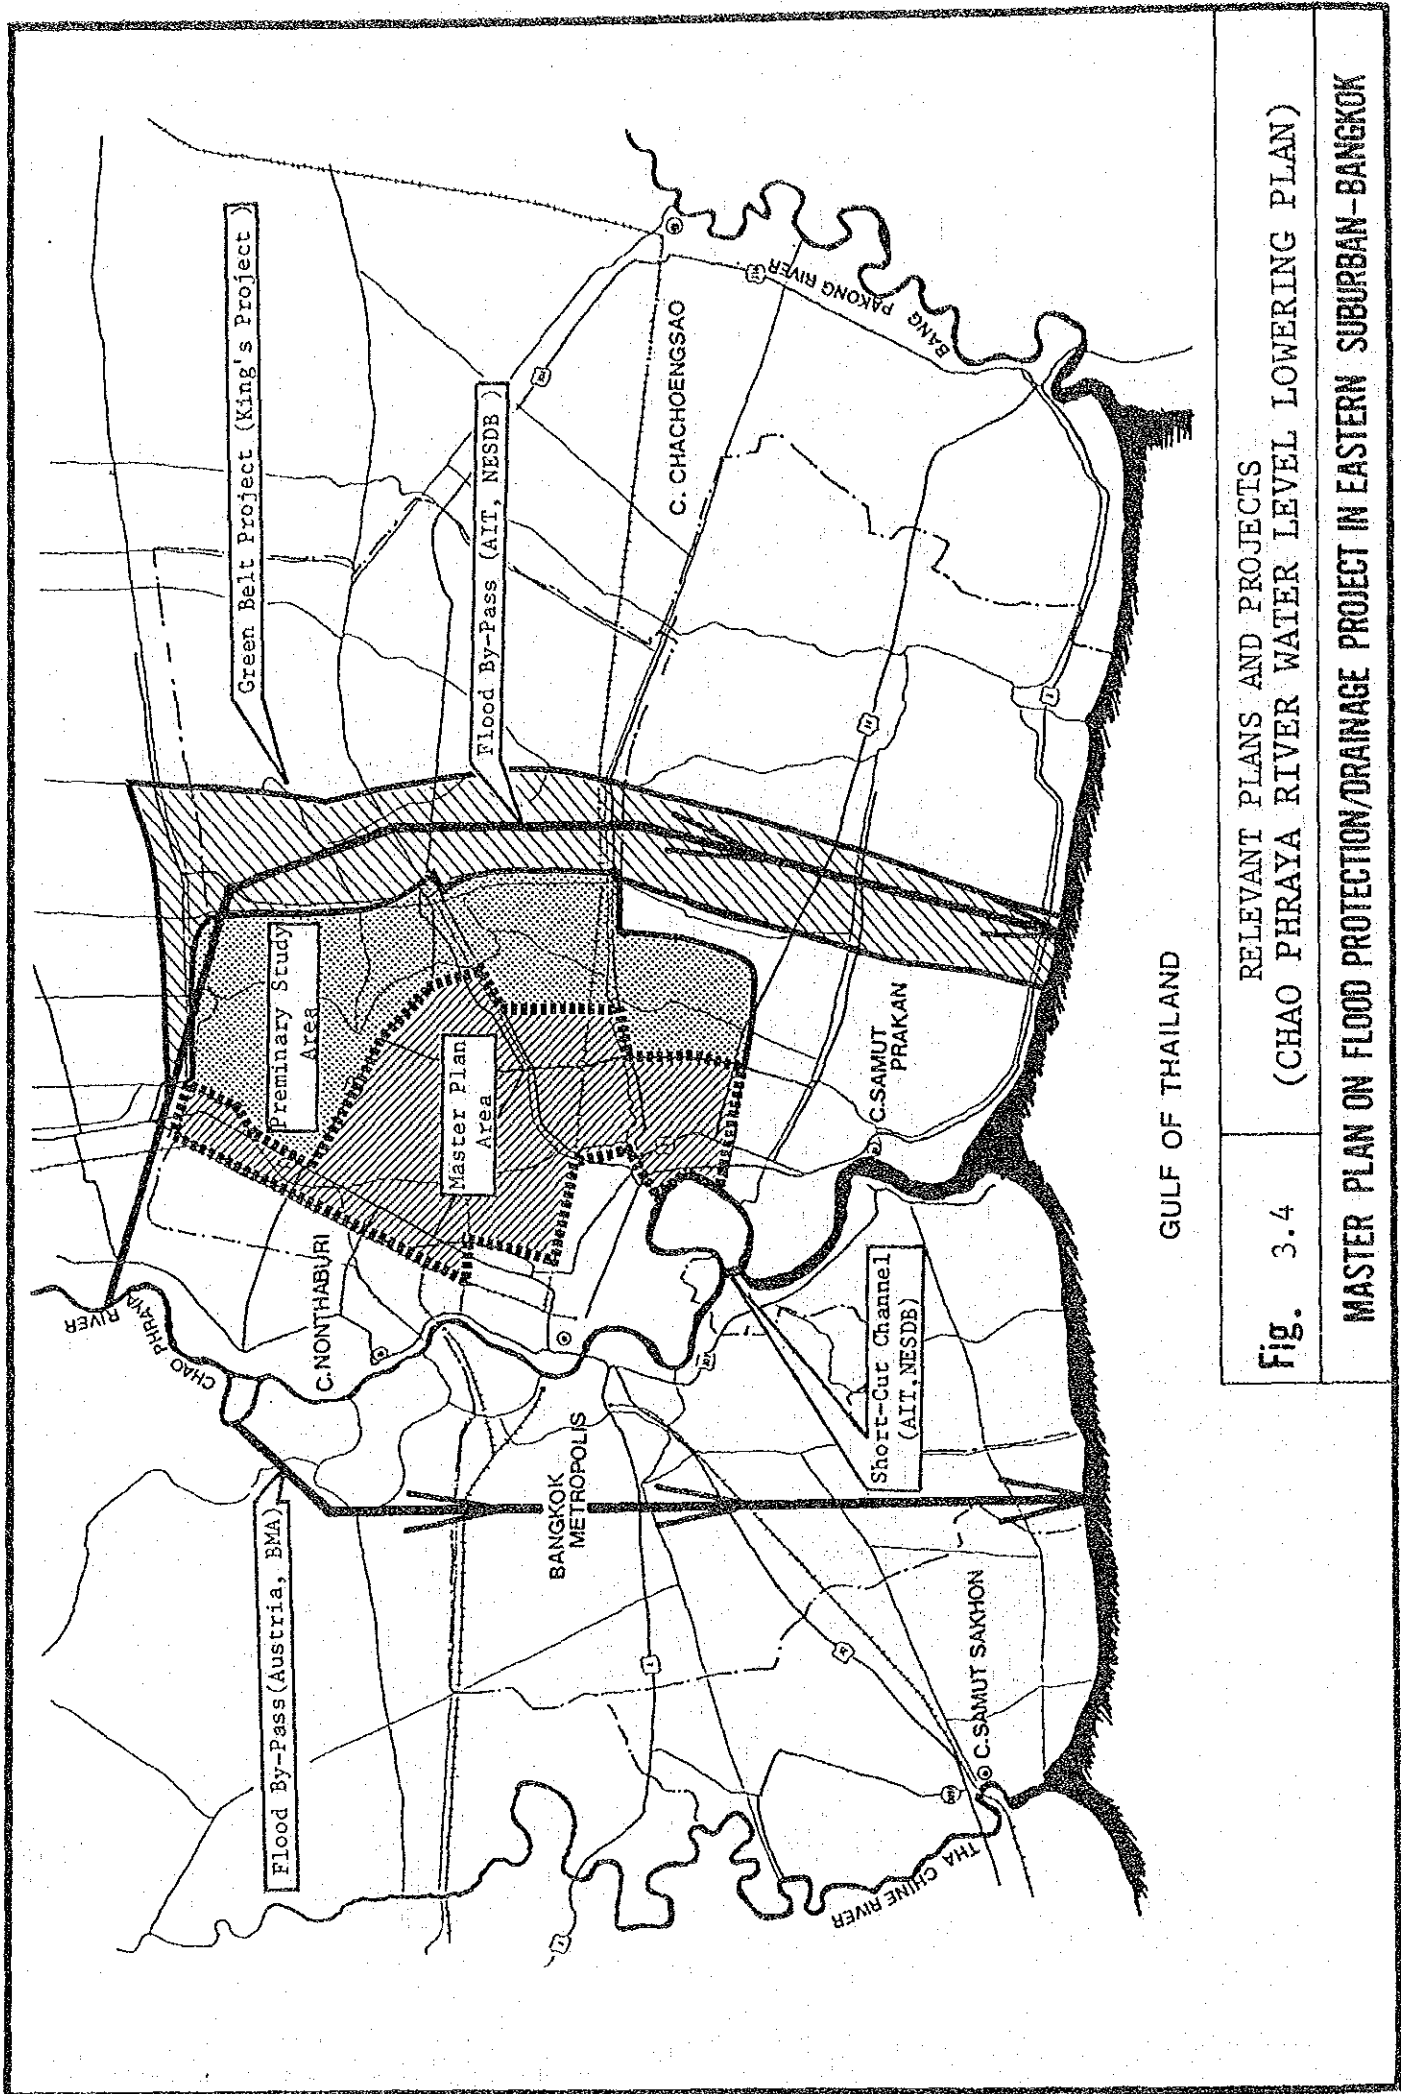 Green Belt Project (King's Project )
Flood By-Pass (AIT, NESDB )
Preminary Study
Area
Master Plan
Area
Flood By-Pass(Austria, BMA)
Short-Cut Channel
(AIT,NESDB)
CHAO PHRAYA
RIVER
C.NONTHABURI
BANGKOK
METROPOLIS
C. CHACHOENGSAO
BANG PAKONG RIVER
C.SAMUT
PRAKAN
C.SAMUT SAKHON
THA CHINE RIVER
GULF OF THAILAND
Fig. 3.4
RELEVANT PLANS AND PROJECTS
(CHAO PHRAYA RIVER WATER LEVEL LOWERING PLAN)
MASTER PLAN ON FLOOD PROTECTION/DRAINAGE PROJECT IN EASTERN SUBURBAN-BANGKOK